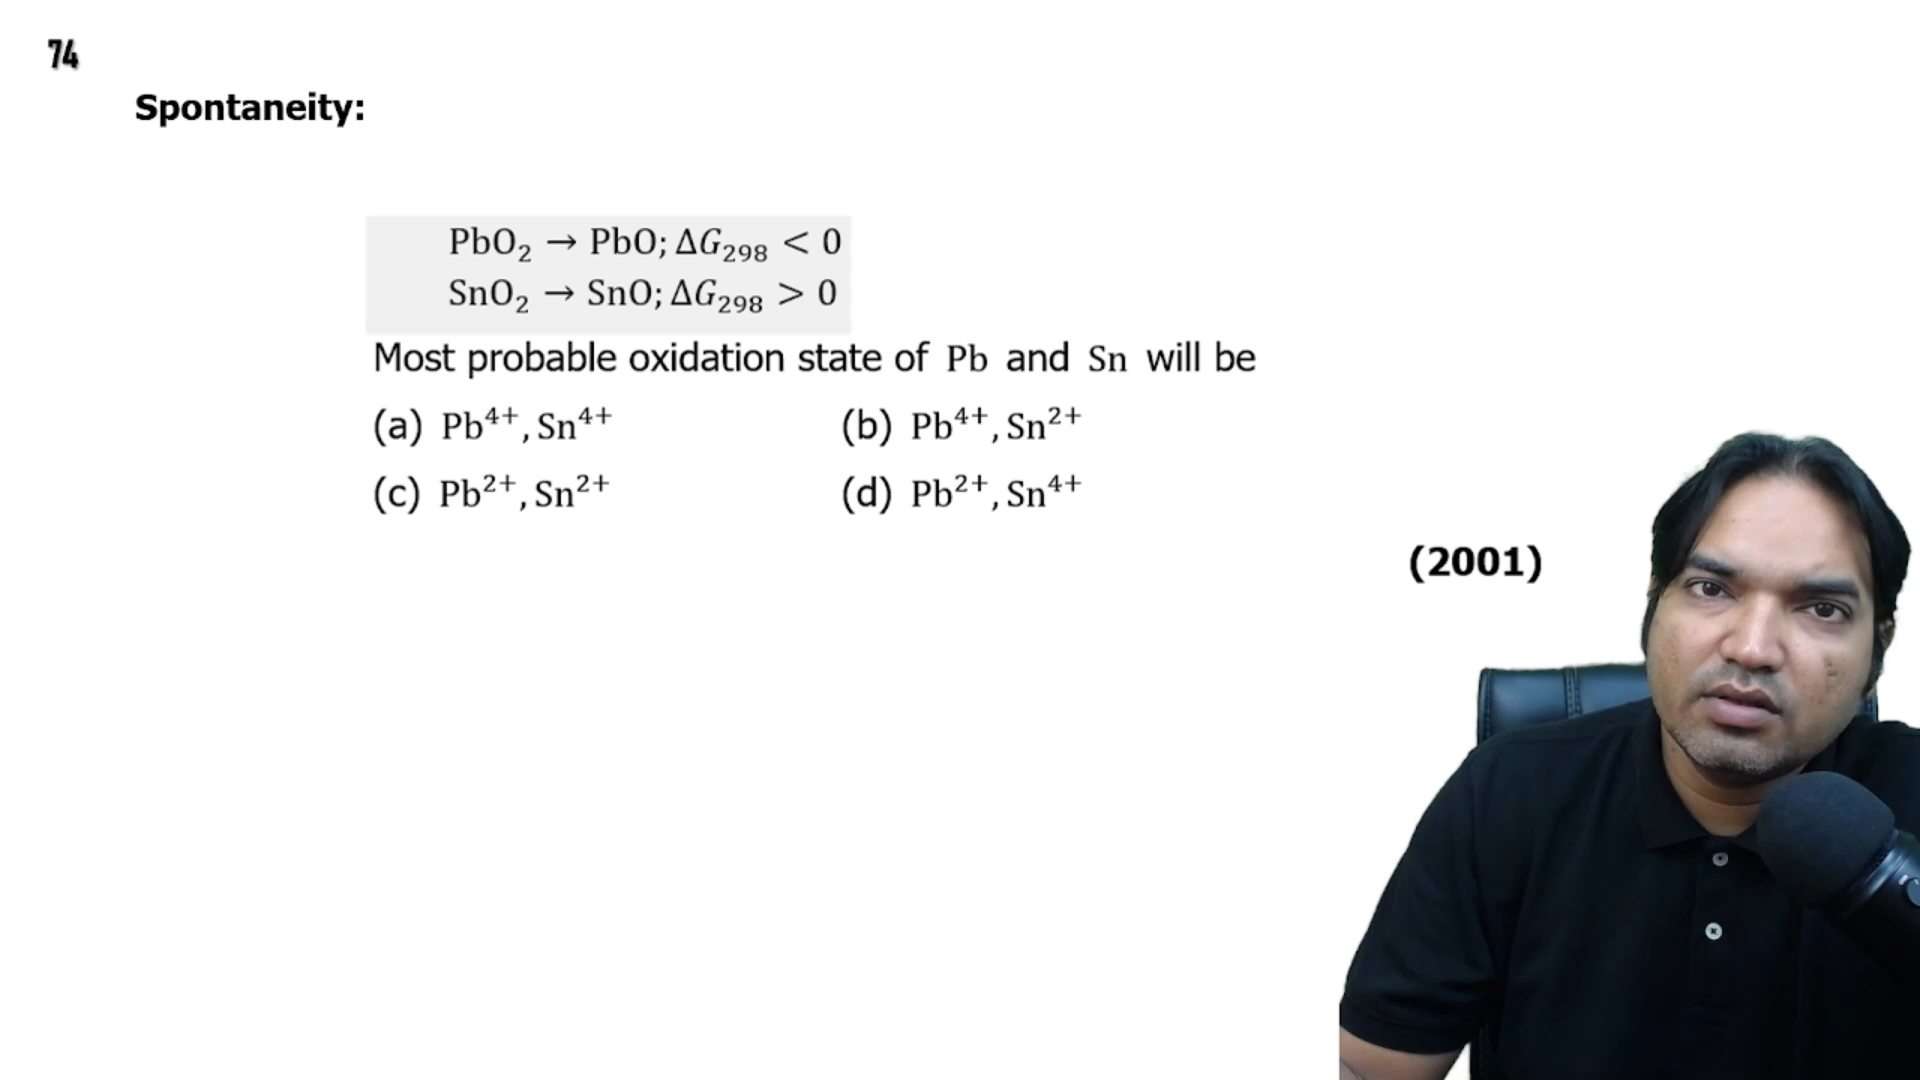 74
Spontaneity:
PbO₂ → PbO; ΔG₂₉₈ < 0
SnO₂ → SnO; ΔG₂₉₈ > 0
Most probable oxidation state of Pb and Sn will be
(a) Pb⁴⁺, Sn⁴⁺ (b) Pb⁴⁺, Sn²⁺
(c) Pb²⁺, Sn²⁺ (d) Pb²⁺, Sn⁴⁺
(2001)